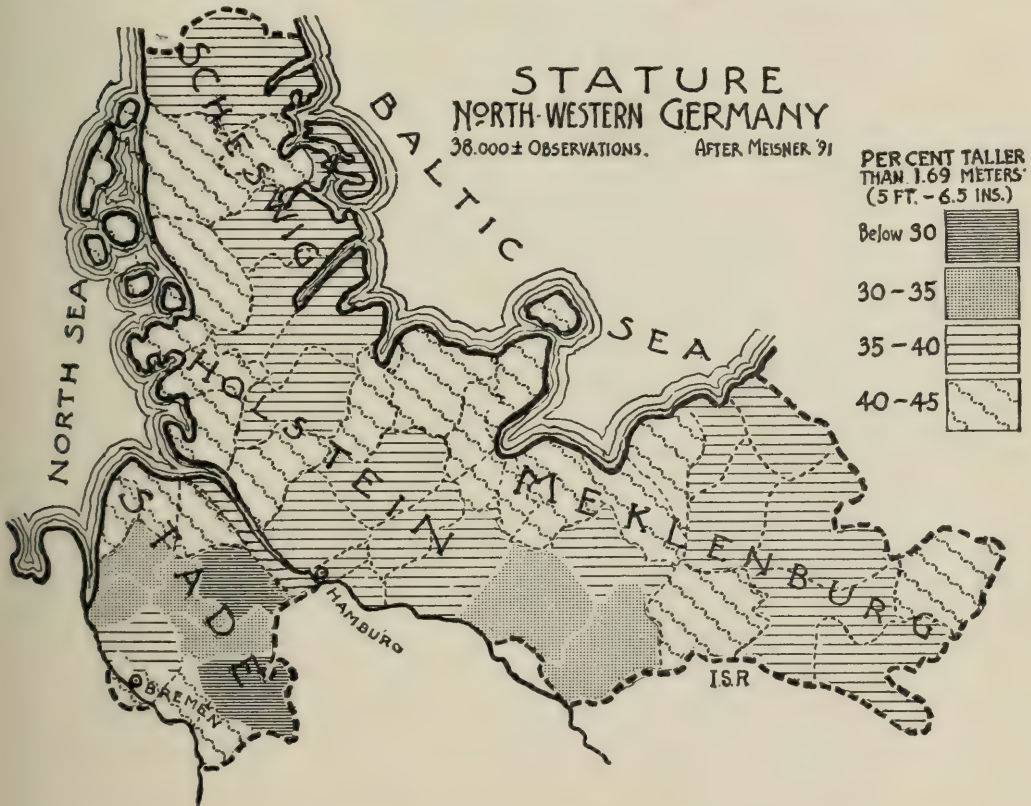 STATURE
NORTH-WESTERN GERMANY
38.000± OBSERVATIONS. AFTER MEISNER '91
PER CENT TALLER
THAN 1.69 METERS
(5 FT. - 6.5 INS.)
Below 30
30-35
35-40
40-45
BALTIC
SEA
NORTH SEA
SCHESWIG
HOLSTEIN
MEKLENBURG
STADE
HAMBURG
BREMEN
I.S.R